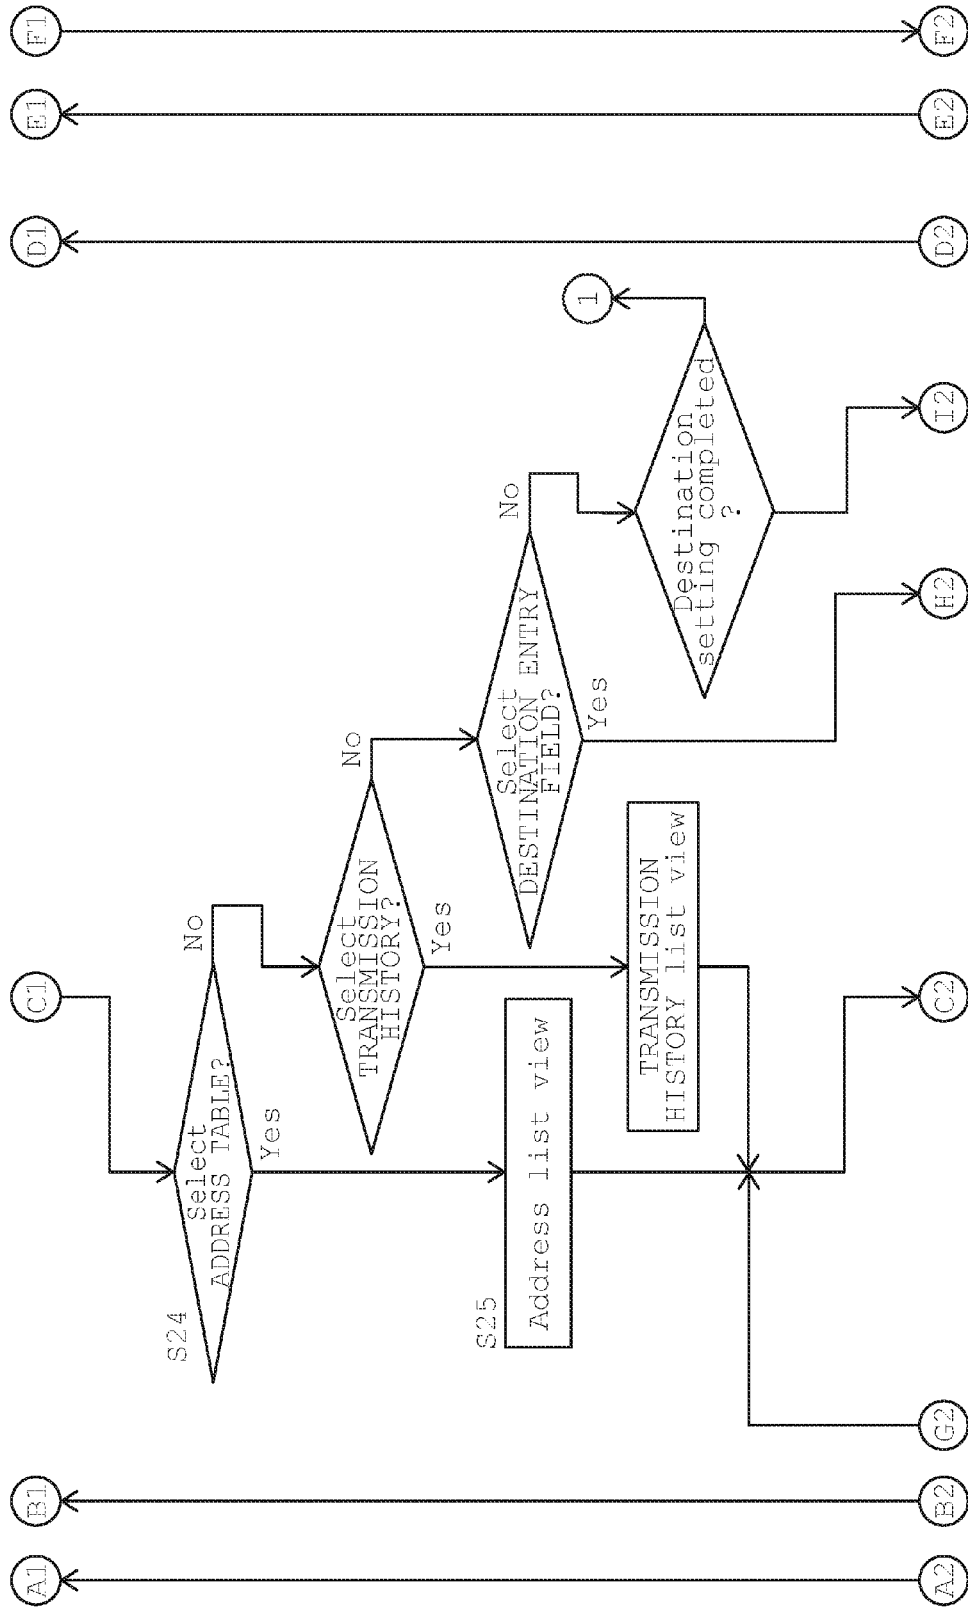 A1
B1
C1
D1
E1
F1
S24
Select
ADDRESS TABLE?
No
Yes
Select
TRANSMISSION
HISTORY?
No
Yes
S25
Address list view
Select
DESTINATION ENTRY
FIELD?
No
Yes
1
TRANSMISSION
HISTORY list view
Destination
setting completed
?
A2
B2
G2
C2
H2
I2
D2
E2
F2